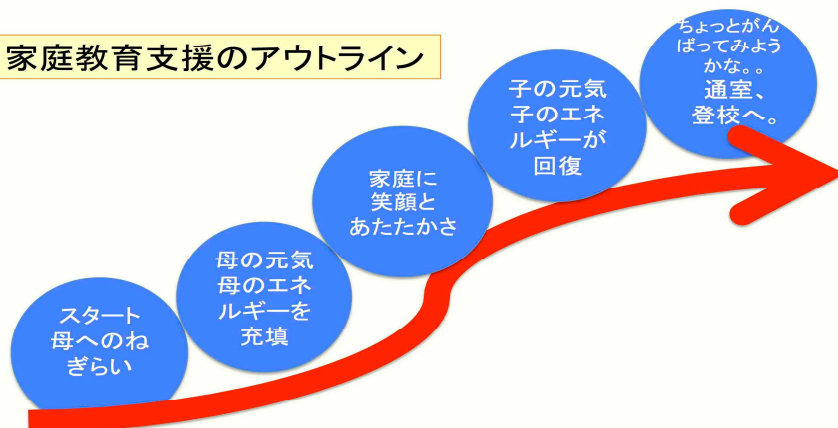 家庭教育支援のアウトライン
スタート
母へのね
ぎらい
母の元気
母のエネ
ルギーを
充填
家庭に
笑顔と
あたたかさ
子の元気
子のエネ
ルギーが
回復
ちょっとがん
ばってみよう
かな。。
通室、
登校へ。